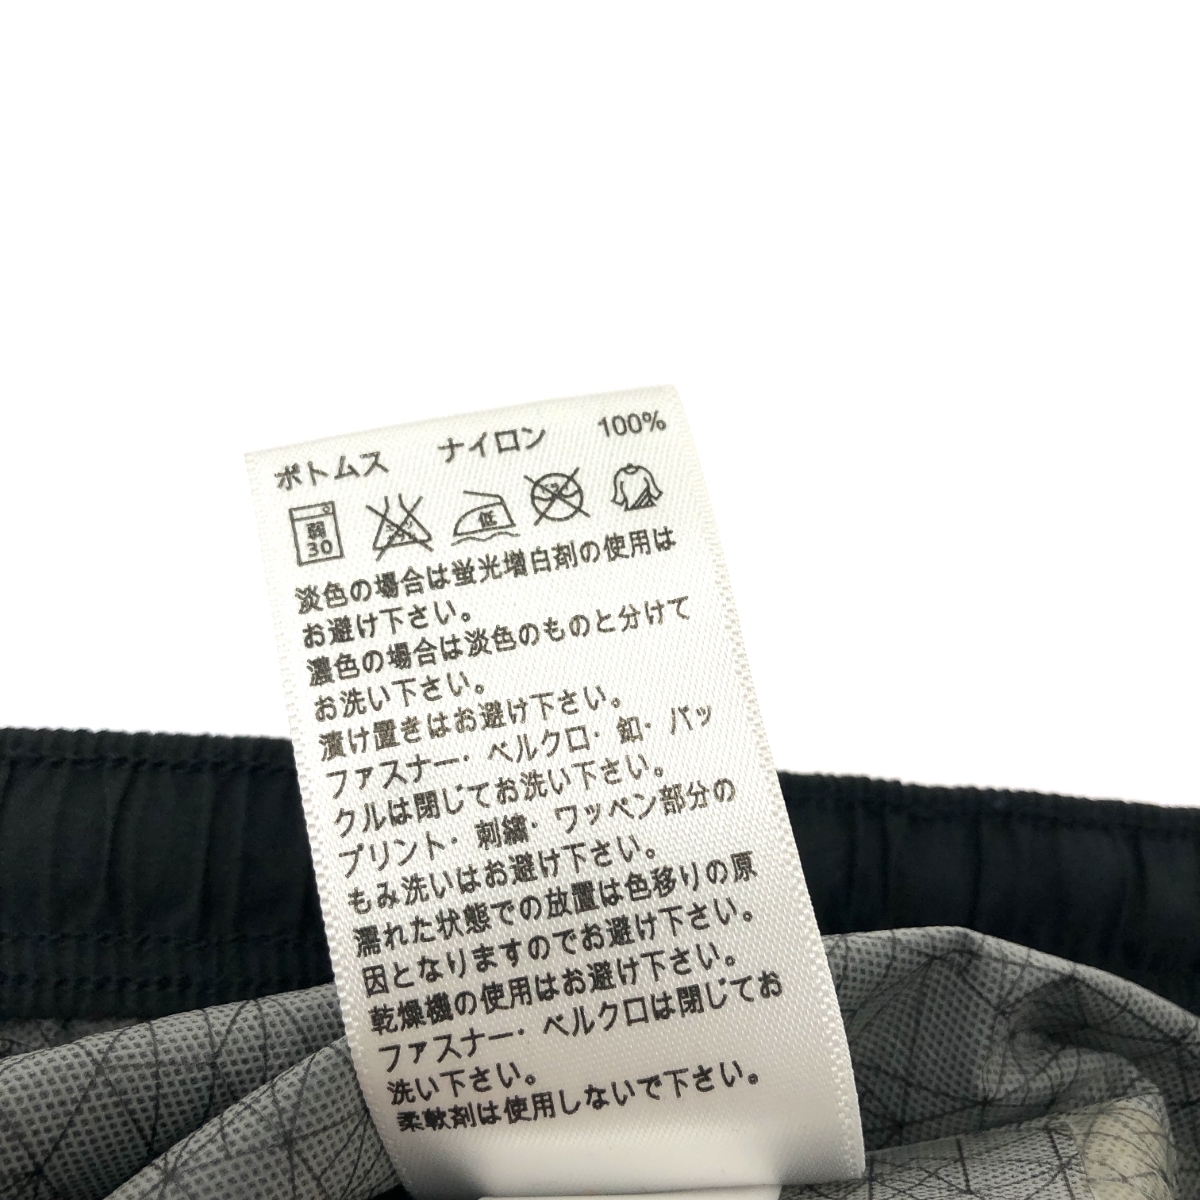 ボトムス ナイロン 100%
弱 30 低
淡色の場合は蛍光増白剤の使用は
お避け下さい。
濃色の場合は淡色のものと分けて
お洗い下さい。
漬け置きはお避け下さい。
ファスナー・ベルクロ・釦・バッ
クルは閉じてお洗い下さい。
プリント・刺繍・ワッペン部分の
もみ洗いはお避け下さい。
濡れた状態での放置は色移りの原
因となりますのでお避け下さい。
乾燥機の使用はお避け下さい。
ファスナー・ベルクロは閉じてお
洗い下さい。
柔軟剤は使用しないで下さい。